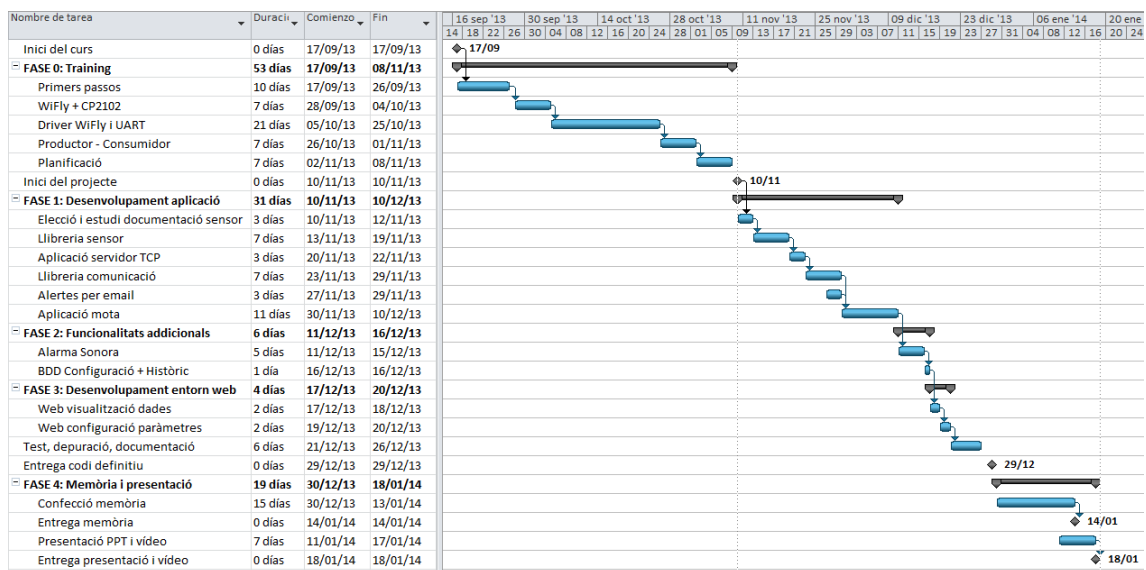 Nombre de tarea Duració Comienzo Fin 16 sep '13 30 sep '13 14 oct '13 28 oct '13 11 nov '13 25 nov '13 09 dic '13 23 dic '13 06 ene '14 20 ene
14 18 22 26 30 04 08 12 16 20 24 28 01 05 09 13 17 21 25 29 03 07 11 15 19 23 27 31 04 08 12 16 20 24
Inici del curs 0 días 17/09/13 17/09/13 17/09
FASE 0: Training 53 días 17/09/13 08/11/13
Primers passos 10 días 17/09/13 26/09/13
WiFly + CP2102 7 días 28/09/13 04/10/13
Driver WiFly i UART 21 días 05/10/13 25/10/13
Productor - Consumidor 7 días 26/10/13 01/11/13
Planificació 7 días 02/11/13 08/11/13
Inici del projecte 0 días 10/11/13 10/11/13 10/11
FASE 1: Desenvolupament aplicació 31 días 10/11/13 10/12/13
Elecció i estudi documentació sensor 3 días 10/11/13 12/11/13
Llibreria sensor 7 días 13/11/13 19/11/13
Aplicació servidor TCP 3 días 20/11/13 22/11/13
Llibreria comunicació 7 días 23/11/13 29/11/13
Alertes per email 3 días 27/11/13 29/11/13
Aplicació mota 11 días 30/11/13 10/12/13
FASE 2: Funcionalitats addicionals 6 días 11/12/13 16/12/13
Alarma Sonora 5 días 11/12/13 15/12/13
BDD Configuració + Històric 1 día 16/12/13 16/12/13
FASE 3: Desenvolupament entorn web 4 días 17/12/13 20/12/13
Web visualització dades 2 días 17/12/13 18/12/13
Web configuració paràmetres 2 días 19/12/13 20/12/13
Test, depuració, documentació 6 días 21/12/13 26/12/13
Entrega codi definitiu 0 días 29/12/13 29/12/13 29/12
FASE 4: Memòria i presentació 19 días 30/12/13 18/01/14
Confecció memòria 15 días 30/12/13 13/01/14
Entrega memòria 0 días 14/01/14 14/01/14 14/01
Presentació PPT i vídeo 7 días 11/01/14 17/01/14
Entrega presentació i vídeo 0 días 18/01/14 18/01/14 18/01